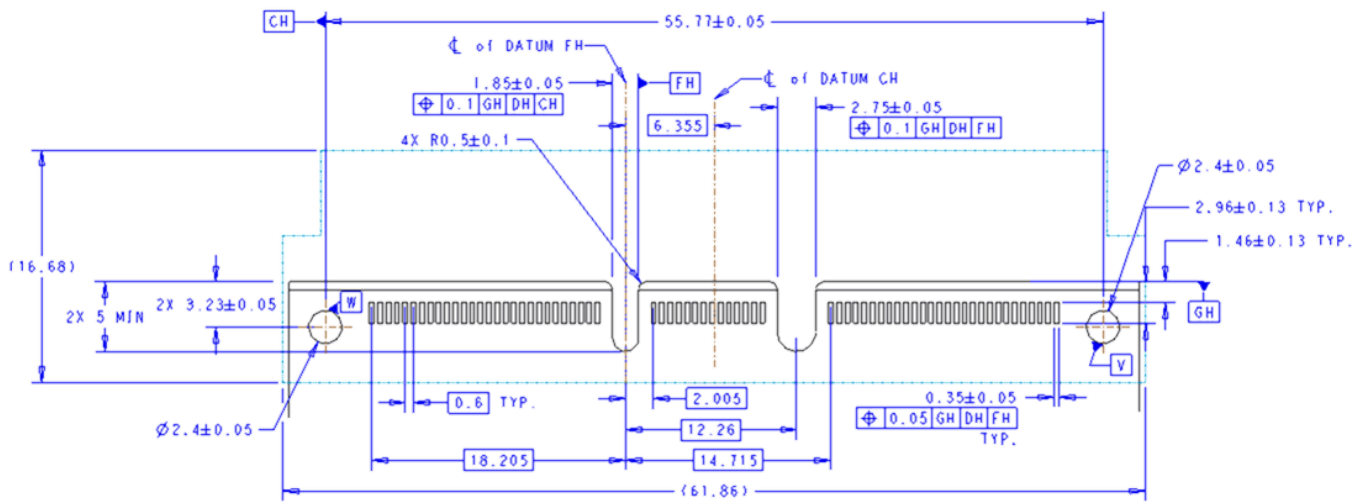 CH
55.77±0.05
℄ of DATUM FH
1.85±0.05
FH
℄ of DATUM CH
⌖ 0.1 GH DH CH
6.355
2.75±0.05
⌖ 0.1 GH DH FH
4X R0.5±0.1
Ø2.4±0.05
2.96±0.13 TYP.
1.46±0.13 TYP.
(16.68)
2X 3.23±0.05
2X 5 MIN
W
GH
V
0.6 TYP.
2.005
0.35±0.05
⌖ 0.05 GH DH FH
TYP.
Ø2.4±0.05
12.26
18.205
14.715
(61.86)